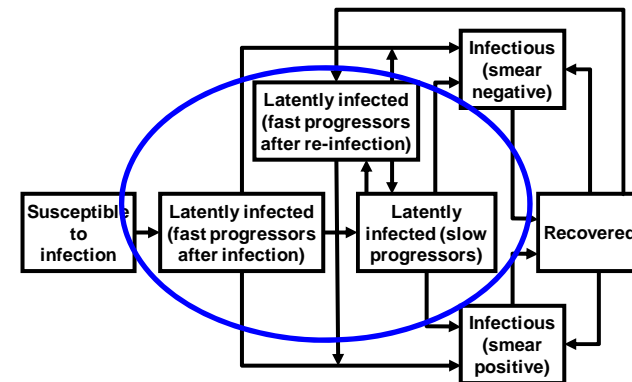 Infectious
(smear
negative)
Latently infected
(fast progressors
after re-infection)
Susceptible
to
infection
Latently infected
(fast progressors
after infection)
Latently
infected (slow
progressors)
Recovered
Infectious
(smear
positive)